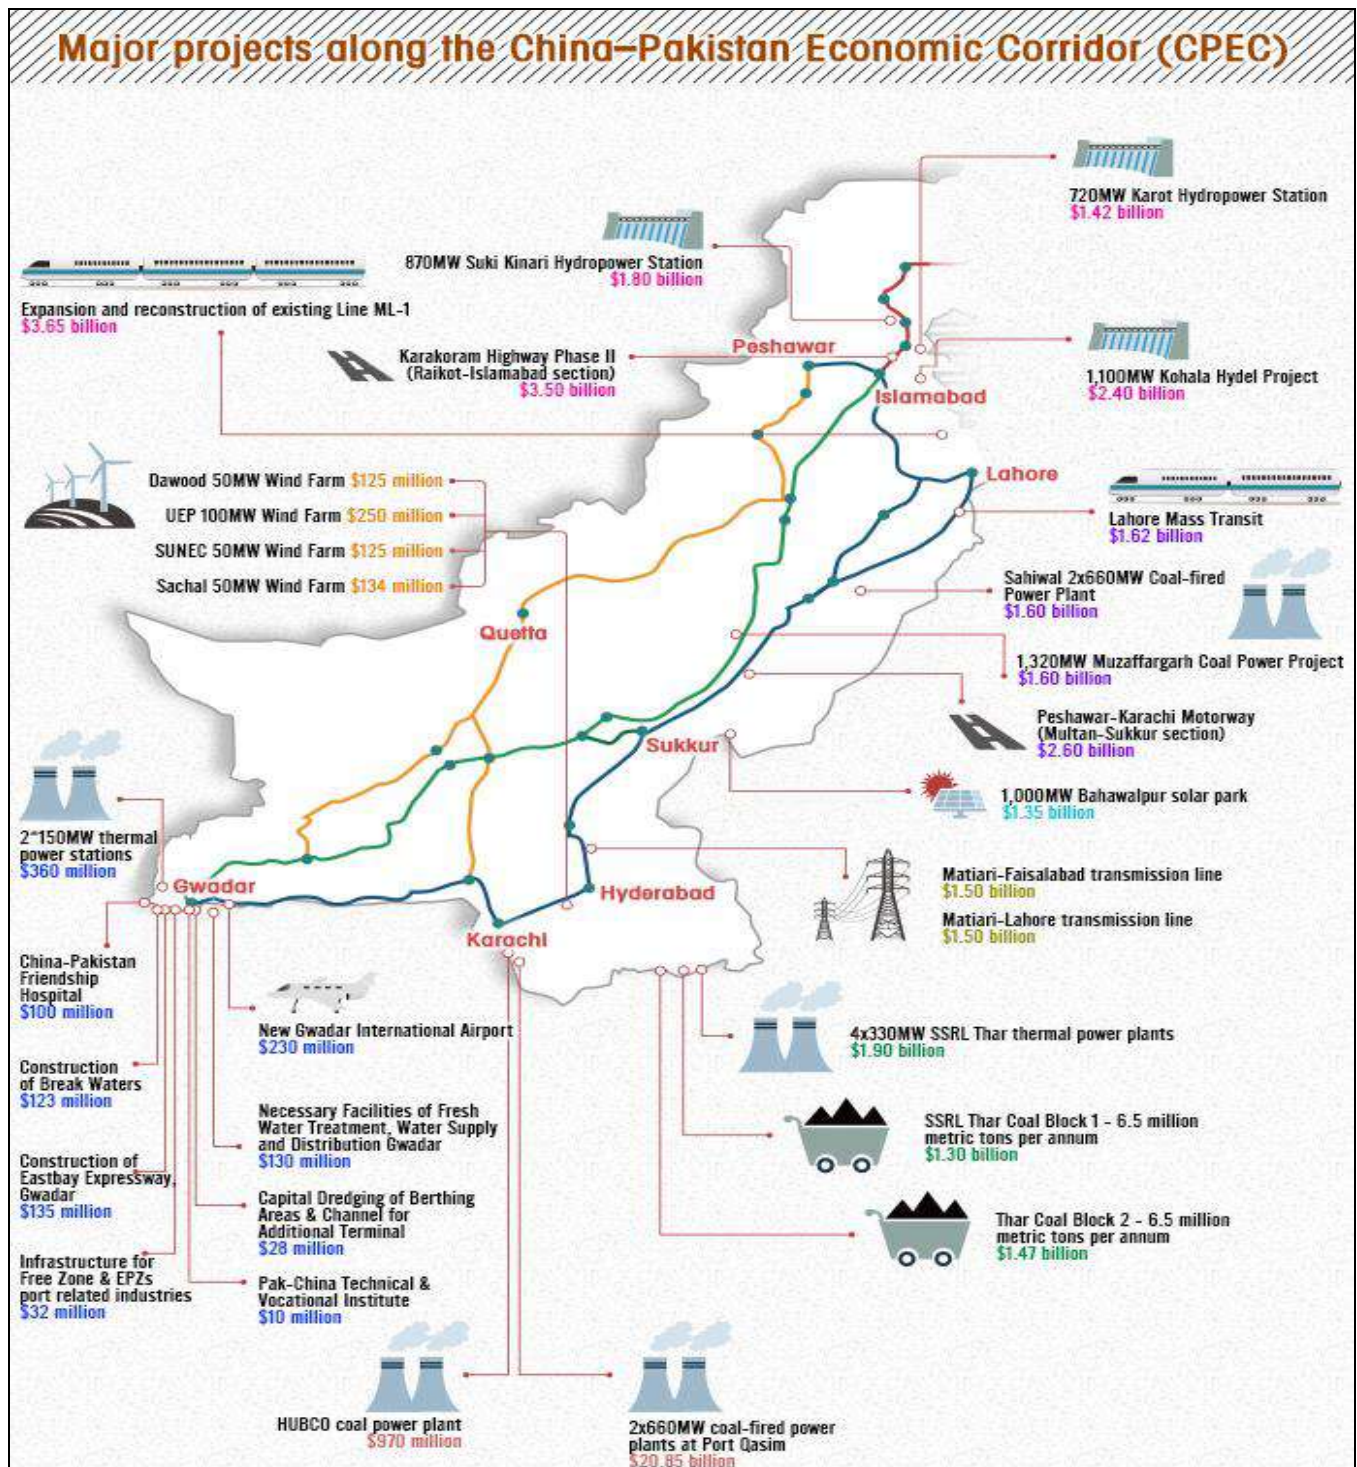 Major projects along the China–Pakistan Economic Corridor (CPEC)
720MW Karot Hydropower Station
$1.42 billion
870MW Suki Kinari Hydropower Station
$1.80 billion
Expansion and reconstruction of existing Line ML-1
$3.65 billion
Karakoram Highway Phase II
(Raikot-Islamabad section)
$3.50 billion
Peshawar
Islamabad
1,100MW Kohala Hydel Project
$2.40 billion
Lahore
Dawood 50MW Wind Farm $125 million
UEP 100MW Wind Farm $250 million
SUNEC 50MW Wind Farm $125 million
Sachal 50MW Wind Farm $134 million
Lahore Mass Transit
$1.62 billion
Sahiwal 2x660MW Coal-fired
Power Plant
$1.60 billion
Quetta
1,320MW Muzaffargarh Coal Power Project
$1.60 billion
Peshawar-Karachi Motorway
(Multan-Sukkur section)
$2.60 billion
Sukkur
1,000MW Bahawalpur solar park
$1.35 billion
2*150MW thermal
power stations
$360 million
Gwadar
Hyderabad
Karachi
Matiari-Faisalabad transmission line
$1.50 billion
Matiari-Lahore transmission line
$1.50 billion
China-Pakistan
Friendship
Hospital
$100 million
New Gwadar International Airport
$230 million
4x330MW SSRL Thar thermal power plants
$1.90 billion
Construction
of Break Waters
$123 million
Necessary Facilities of Fresh
Water Treatment, Water Supply
and Distribution Gwadar
$130 million
SSRL Thar Coal Block 1 - 6.5 million
metric tons per annum
$1.30 billion
Construction of
Eastbay Expressway,
Gwadar
$135 million
Capital Dredging of Berthing
Areas & Channel for
Additional Terminal
$28 million
Thar Coal Block 2 - 6.5 million
metric tons per annum
$1.47 billion
Infrastructure for
Free Zone & EPZs
port related industries
$32 million
Pak-China Technical &
Vocational Institute
$10 million
HUBCO coal power plant
$970 million
2x660MW coal-fired power
plants at Port Qasim
$20.85 billion